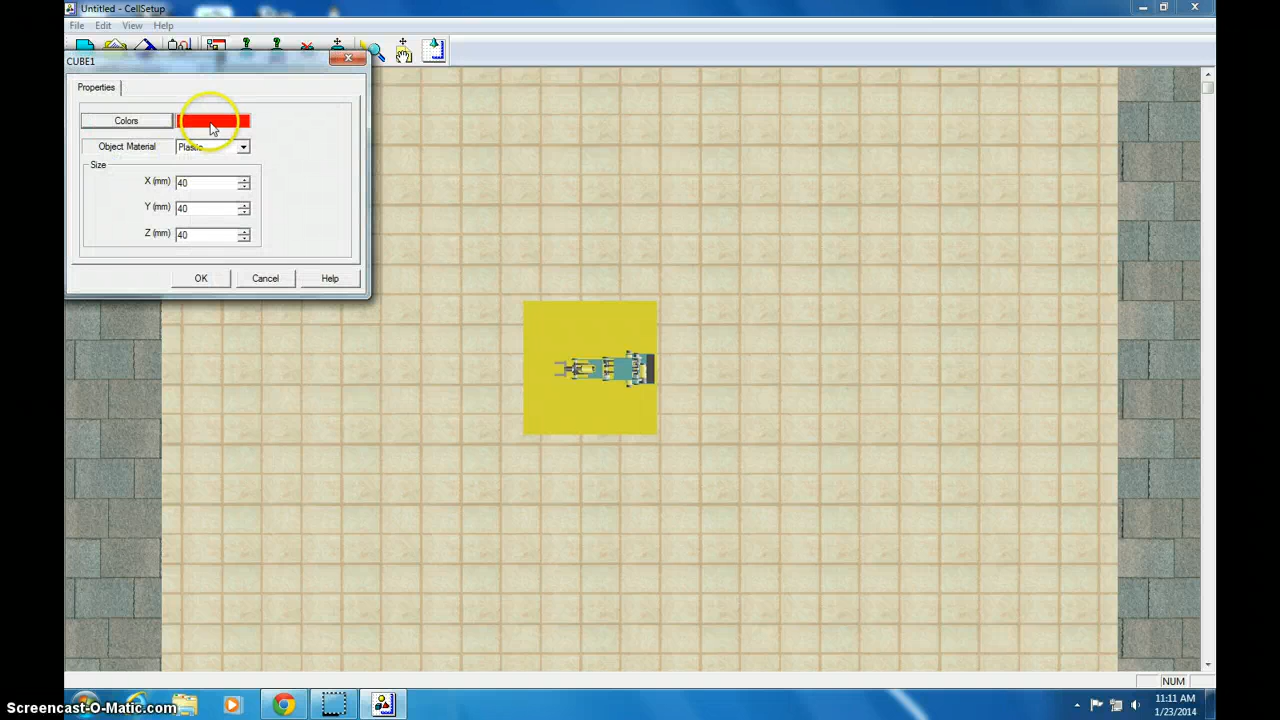 Untitled - CellSetup
File Edit View Help
CUBE1
Properties
Colors
Object Material Plastic
Size
X (mm) 40
Y (mm) 40
Z (mm) 40
OK Cancel Help
NUM
11:11 AM
1/23/2014
Screencast-O-Matic.com